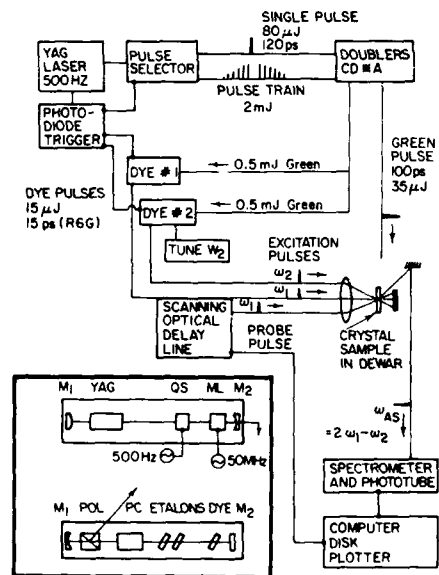 SINGLE PULSE
80 μJ
120 ps
YAG
LASER
500 HZ
PULSE
SELECTOR
DOUBLERS
CD*A
PULSE TRAIN
2mJ
PHOTO-
DIODE
TRIGGER
GREEN
PULSE
100ps
35μJ
DYE # 1
0.5 mJ Green
DYE PULSES
15 μJ
15 ps (R6G)
DYE # 2
0.5 mJ Green
TUNE W2
EXCITATION
PULSES
ω2
ω1
ω1
SCANNING
OPTICAL
DELAY
LINE
PROBE
PULSE
CRYSTAL
SAMPLE
IN DEWAR
ωAS
= 2 ω1 − ω2
SPECTROMETER
AND PHOTOTUBE
COMPUTER
DISK
PLOTTER
M1 YAG QS ML M2
500Hz 50MHz
M1 POL PC ETALONS DYE M2